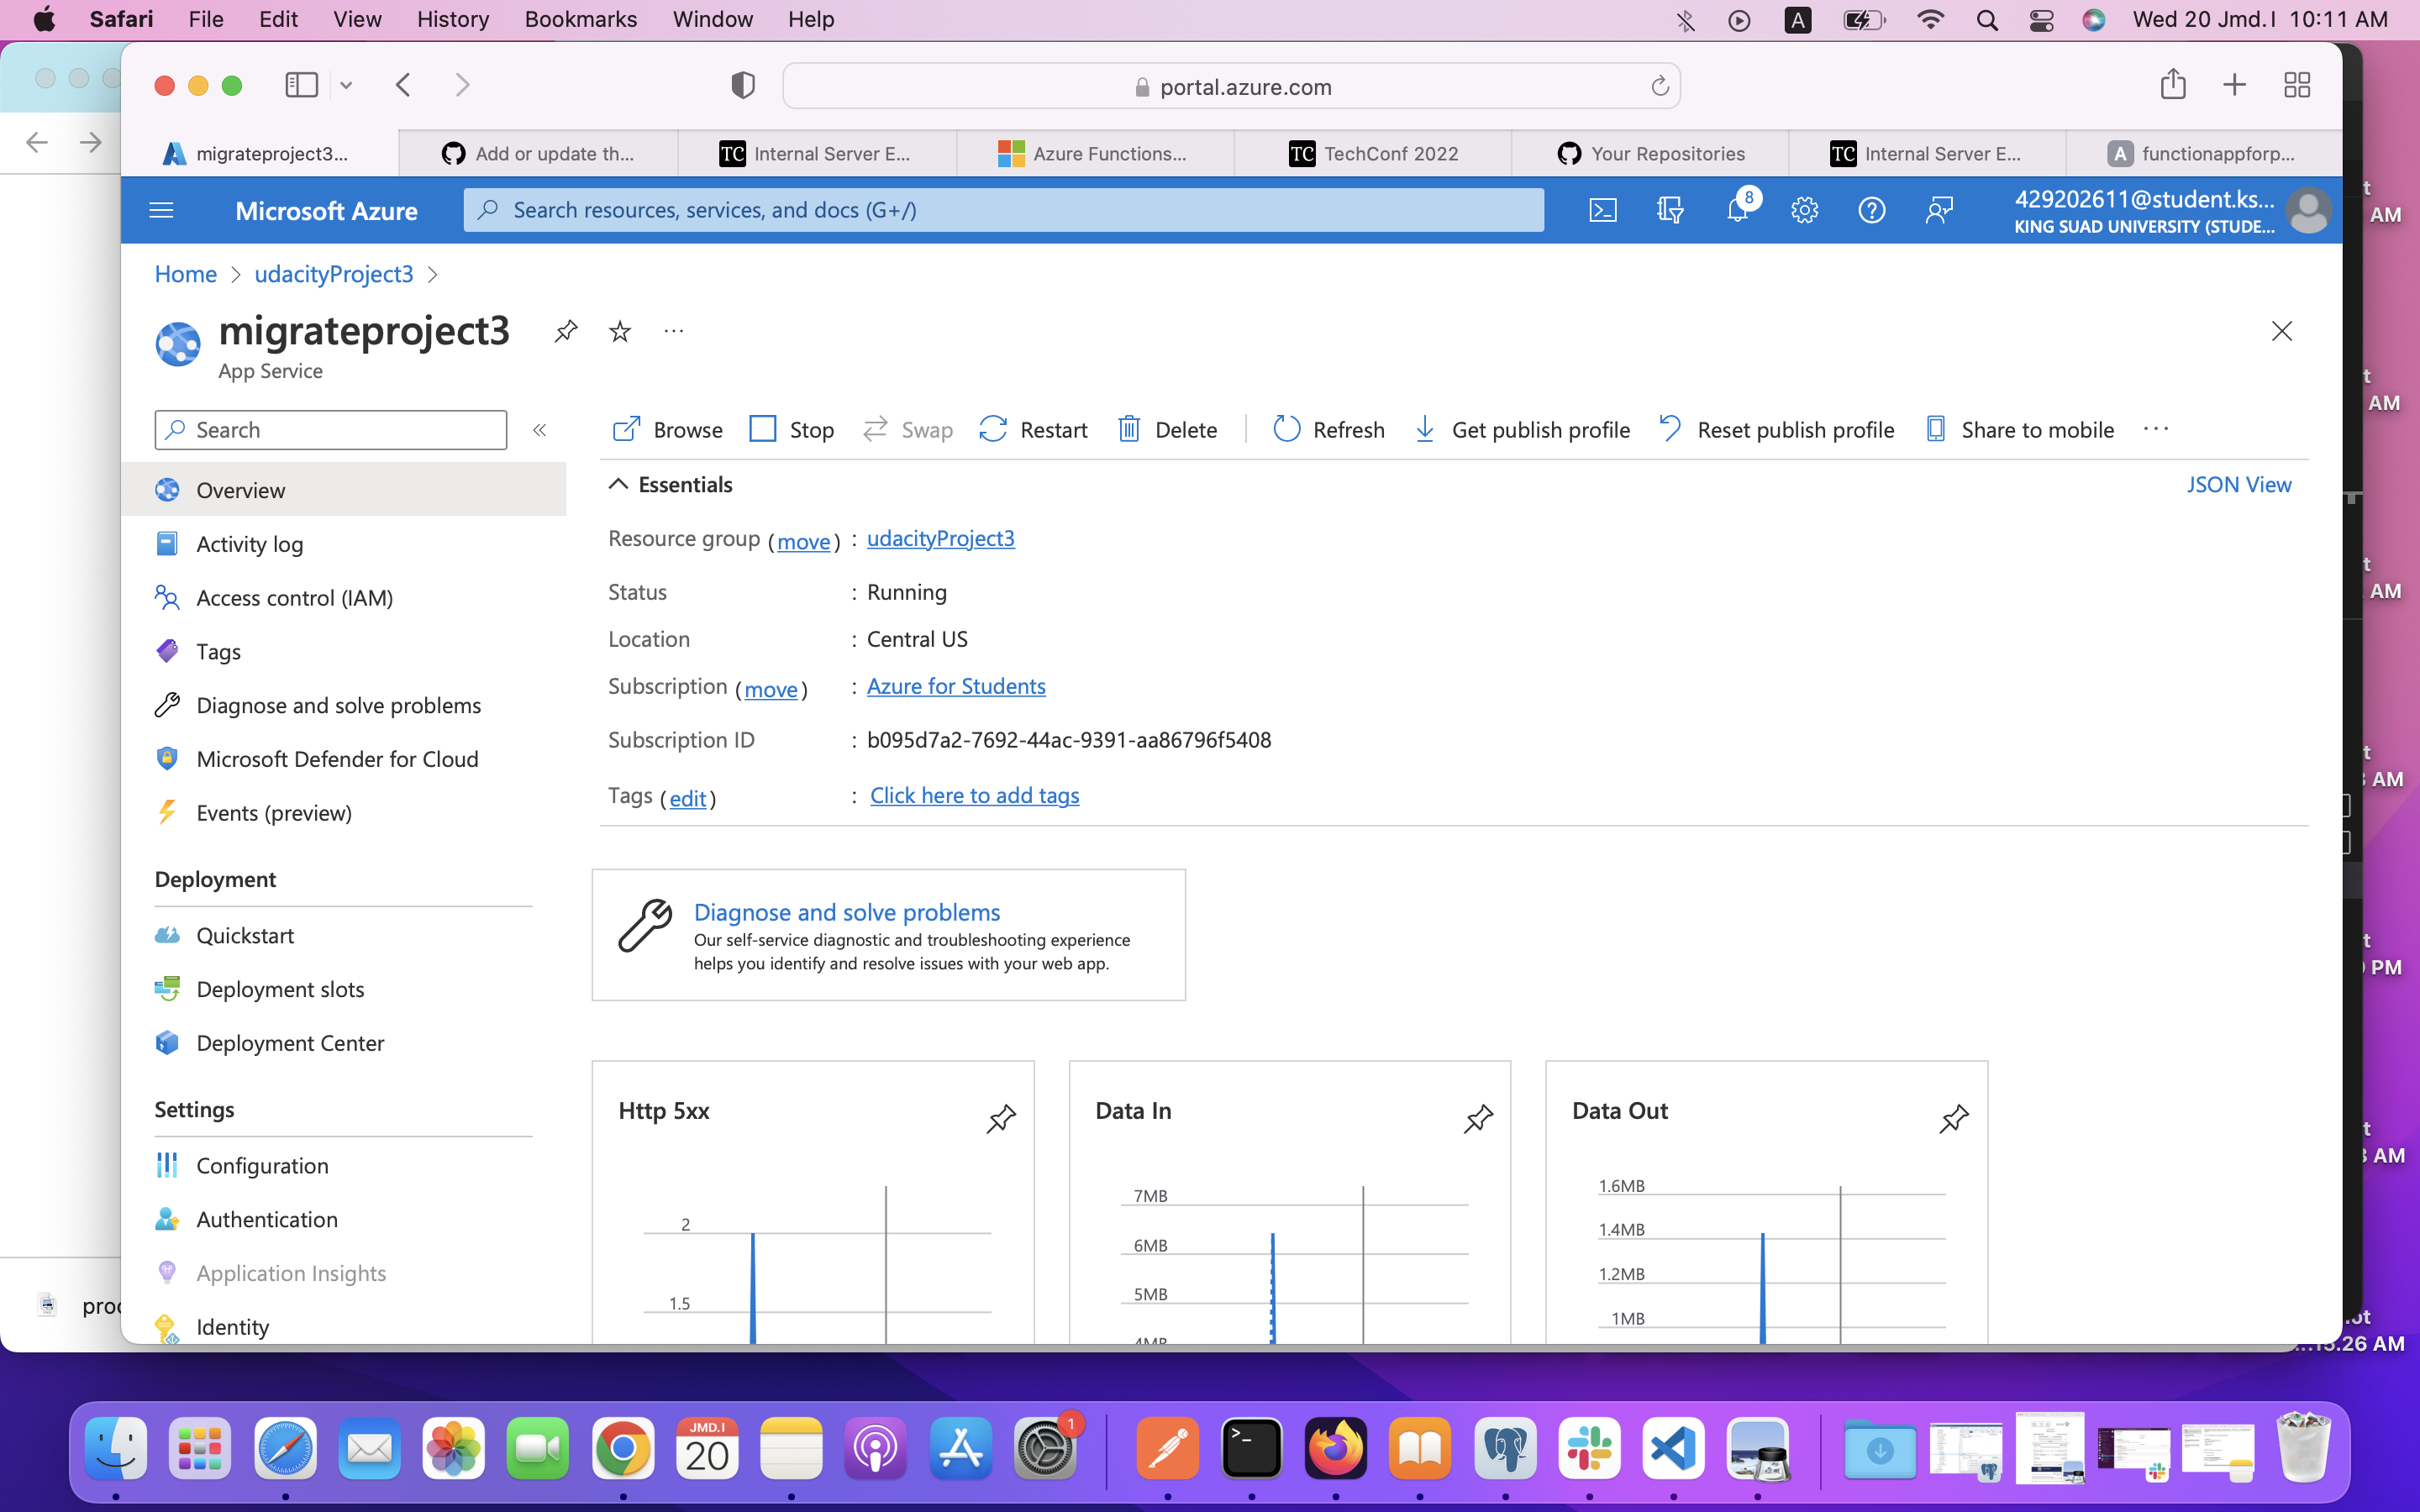 Safari File Edit View History Bookmarks Window Help
A
Wed 20 Jmd.I 10:11 AM
portal.azure.com
migrateproject3...
Add or update th...
TC Internal Server E...
Azure Functions...
TC TechConf 2022
Your Repositories
TC Internal Server E...
A functionappforp...
Microsoft Azure
Search resources, services, and docs (G+/)
8
429202611@student.ks...
KING SUAD UNIVERSITY (STUDE...
Home > udacityProject3 >
migrateproject3
...
App Service
Search
«
Browse
Stop
Swap
Restart
Delete
Refresh
Get publish profile
Reset publish profile
Share to mobile
...
Overview
Activity log
Access control (IAM)
Tags
Diagnose and solve problems
Microsoft Defender for Cloud
Events (preview)
Deployment
Quickstart
Deployment slots
Deployment Center
Settings
Configuration
Authentication
Application Insights
Identity
Essentials
JSON View
Resource group (move) : udacityProject3
Status : Running
Location : Central US
Subscription (move) : Azure for Students
Subscription ID : b095d7a2-7692-44ac-9391-aa86796f5408
Tags (edit) : Click here to add tags
Diagnose and solve problems
Our self-service diagnostic and troubleshooting experience
helps you identify and resolve issues with your web app.
Http 5xx
2
1.5
Data In
7MB
6MB
5MB
4MB
Data Out
1.6MB
1.4MB
1.2MB
1MB
t
AM
t
AM
t
AM
t
3 AM
t
PM
t
3 AM
ot
...15.26 AM
JMD.I
20
1
>_